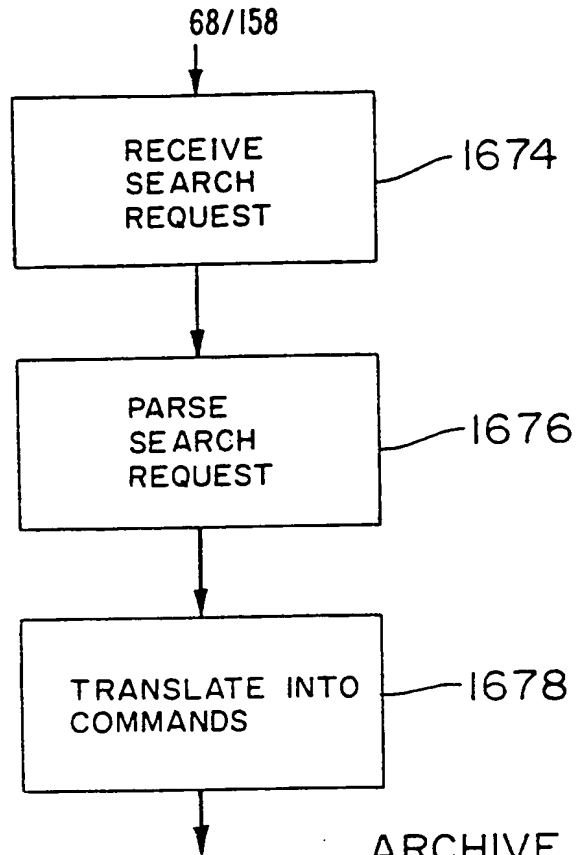 68/158
RECEIVE
SEARCH
REQUEST
1674
PARSE
SEARCH
REQUEST
1676
TRANSLATE INTO
COMMANDS
1678
ARCHIVE